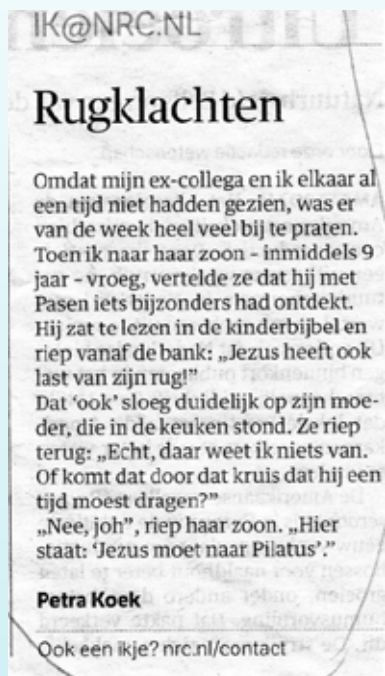 IK@NRC.NL
Rugklachten
Omdat mijn ex-collega en ik elkaar al
een tijd niet hadden gezien, was er
van de week heel veel bij te praten.
Toen ik naar haar zoon - inmiddels 9
jaar - vroeg, vertelde ze dat hij met
Pasen iets bijzonders had ontdekt.
Hij zat te lezen in de kinderbijbel en
riep vanaf de bank: „Jezus heeft ook
last van zijn rug!”
Dat ‘ook’ sloeg duidelijk op zijn moe-
der, die in de keuken stond. Ze riep
terug: „Echt, daar weet ik niets van.
Of komt dat door dat kruis dat hij een
tijd moest dragen?”
„Nee, joh”, riep haar zoon. „Hier
staat: ‘Jezus moet naar Pilatus’.”
Petra Koek
Ook een ikje? nrc.nl/contact